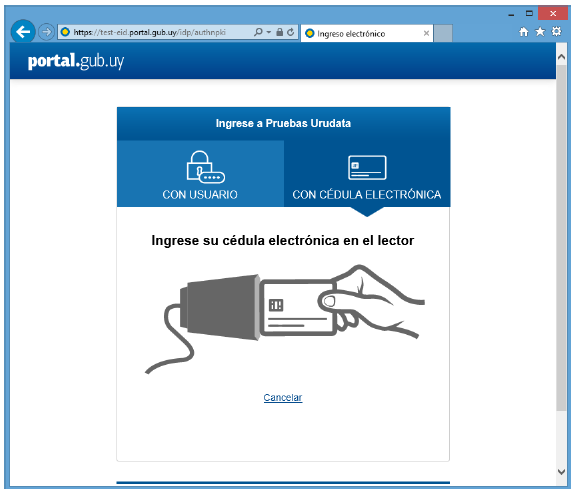 https://test-eid.portal.gub.uy/idp/authnpki
Ingreso electrónico
portal.gub.uy
Ingrese a Pruebas Urudata
CON USUARIO
CON CÉDULA ELECTRÓNICA
Ingrese su cédula electrónica en el lector
Cancelar